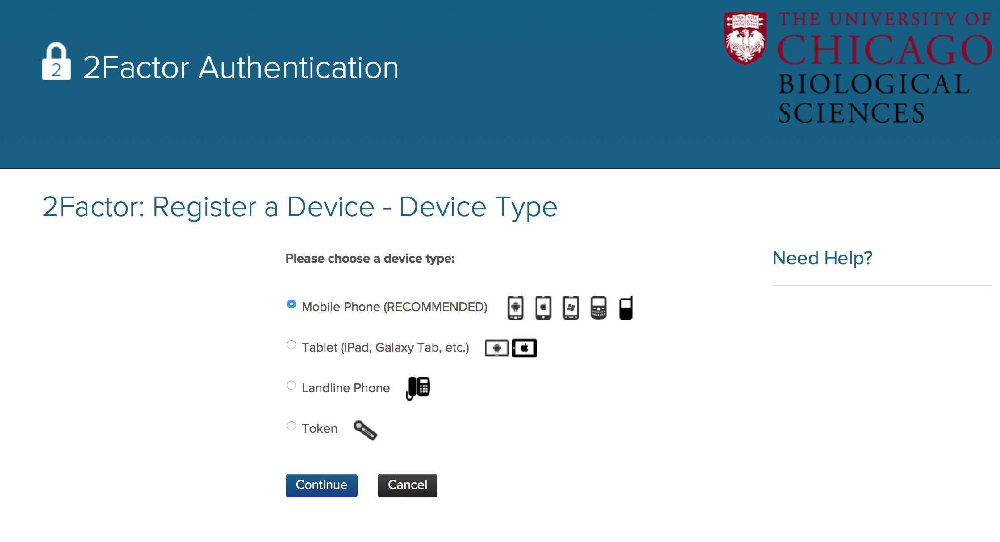 2
2Factor Authentication
THE UNIVERSITY OF
CHICAGO
BIOLOGICAL
SCIENCES
2Factor: Register a Device - Device Type
Please choose a device type:
Need Help?
Mobile Phone (RECOMMENDED)
Tablet (iPad, Galaxy Tab, etc.)
Landline Phone
Token
Continue
Cancel